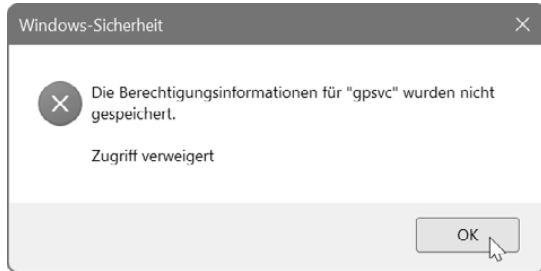 Windows-Sicherheit
Die Berechtigungsinformationen für "gpsvc" wurden nicht
gespeichert.
Zugriff verweigert
OK